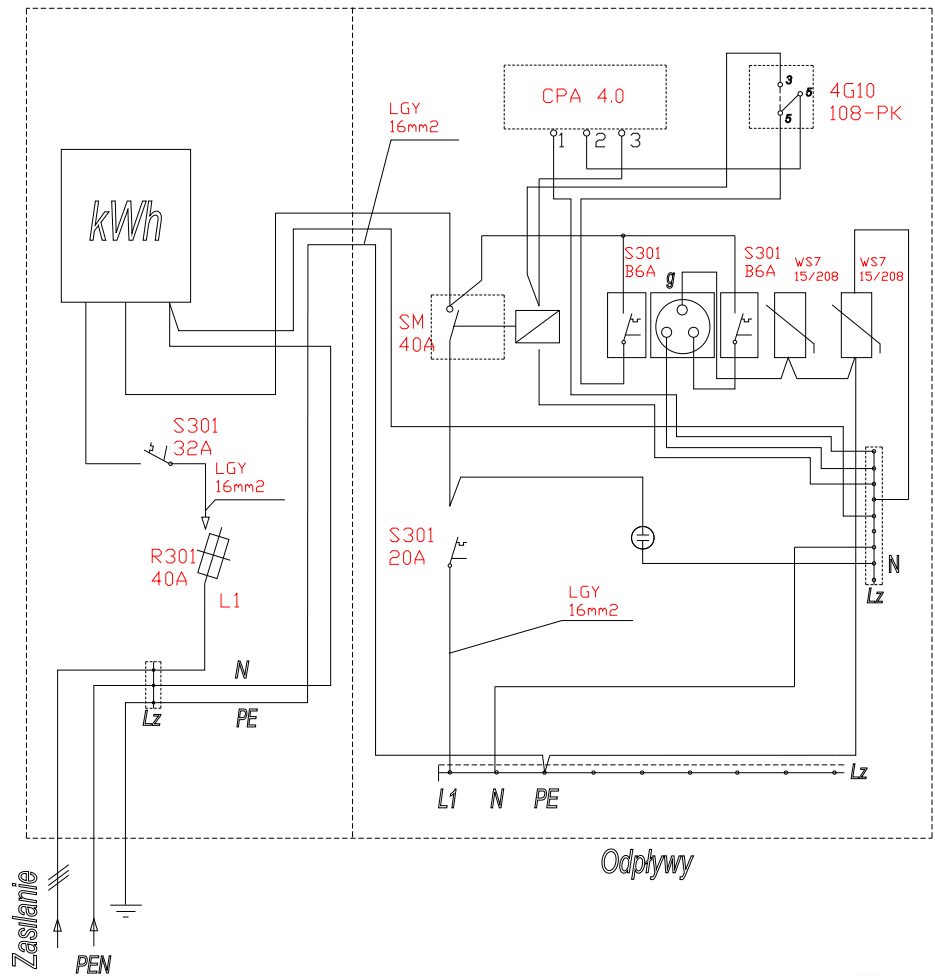 kWh
S301
32A
LGY
16mm2
R301
40A
L1
N
PE
Lz
Zasilanie
PEN
LGY
16mm2
CPA 4.0
1 2 3
3
5
5
4G10
108-PK
SM
40A
S301
B6A
g
S301
B6A
WS7
15/208
WS7
15/208
S301
20A
LGY
16mm2
N
Lz
Lz
L1 N PE
Odpływy